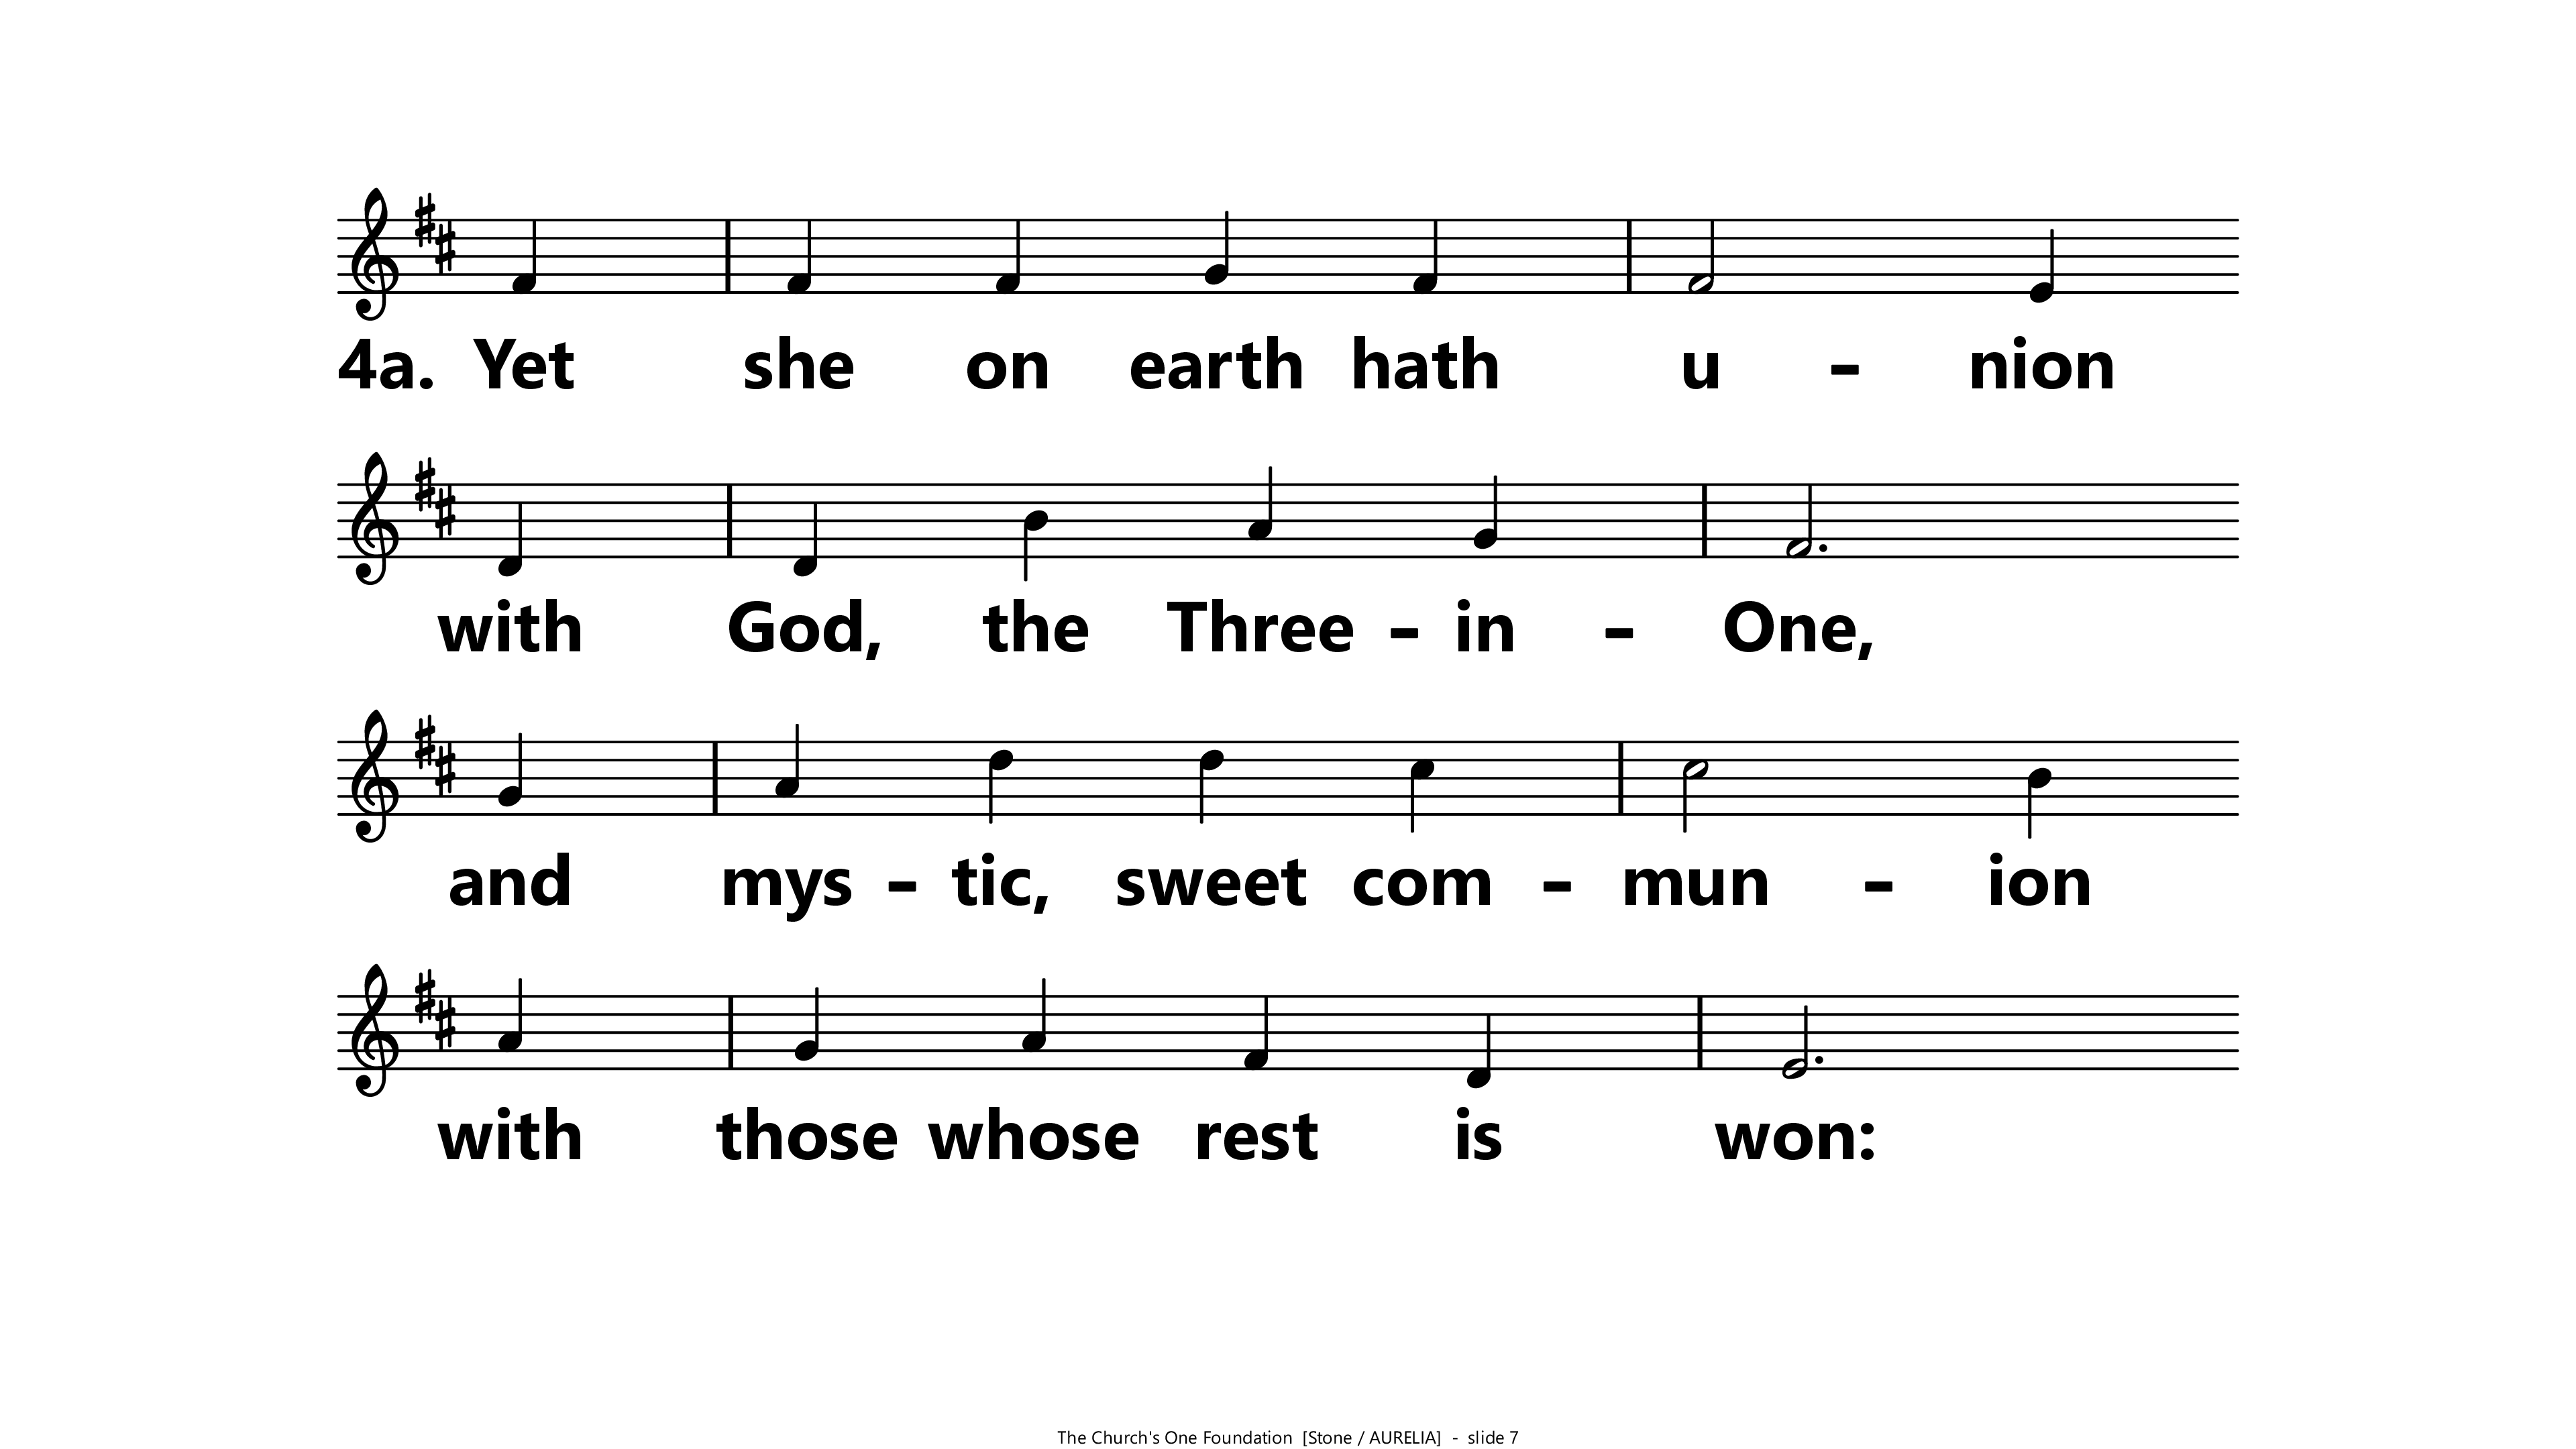 4a. Yet she on earth hath u - nion
with God, the Three - in - One,
and mys - tic, sweet com - mun - ion
with those whose rest is won:
The Church's One Foundation [Stone / AURELIA] - slide 7